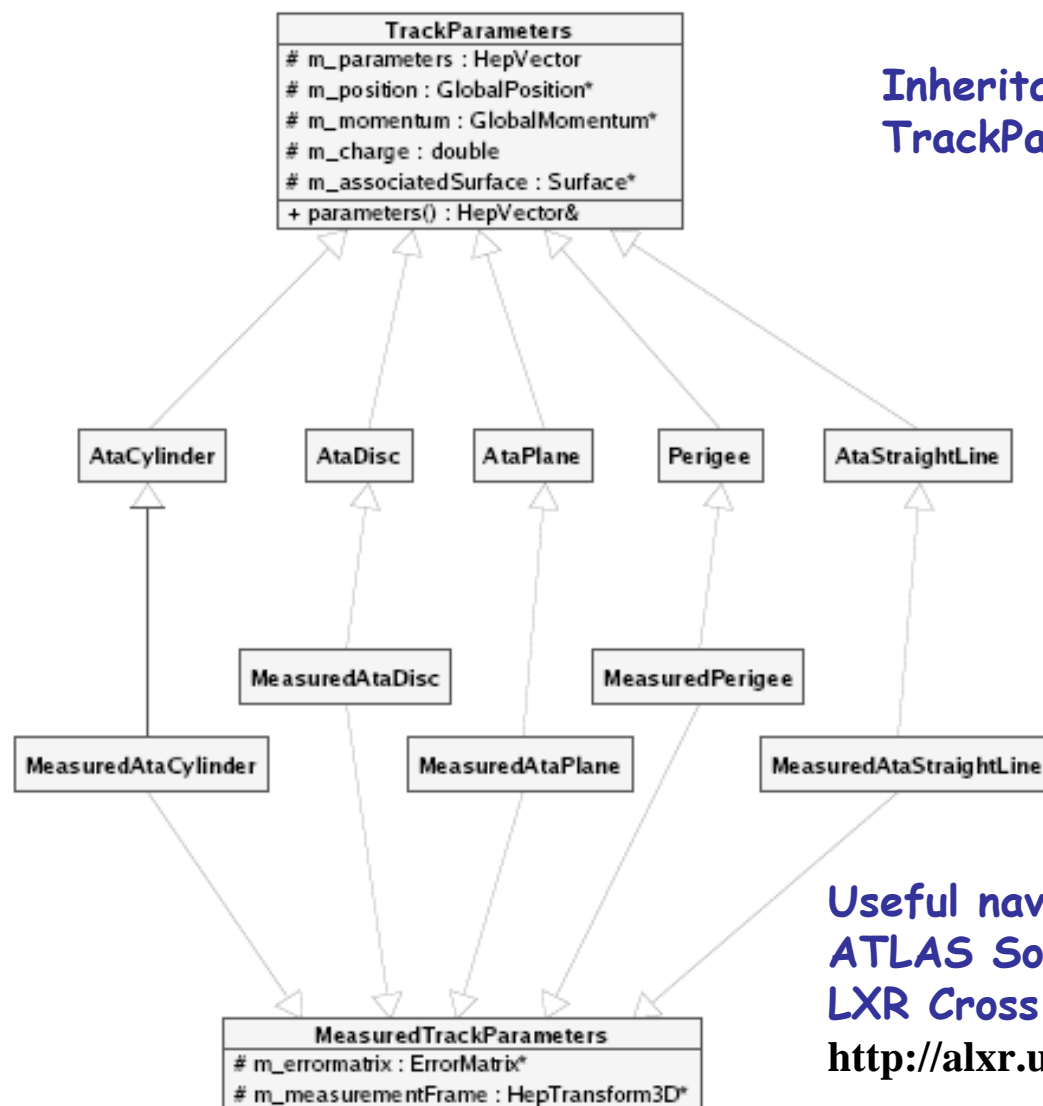 TrackParameters
# m_parameters : HepVector
# m_position : GlobalPosition*
# m_momentum : GlobalMomentum*
# m_charge : double
# m_associatedSurface : Surface*
+ parameters() : HepVector&
Inherita
TrackPa
AtaCylinder
AtaDisc
AtaPlane
Perigee
AtaStraightLine
MeasuredAtaDisc
MeasuredPerigee
MeasuredAtaCylinder
MeasuredAtaPlane
MeasuredAtaStraightLine
Useful nav
ATLAS So
LXR Cross
http://alxr.u
MeasuredTrackParameters
# m_errormatrix : ErrorMatrix*
# m_measurementFrame : HepTransform3D*